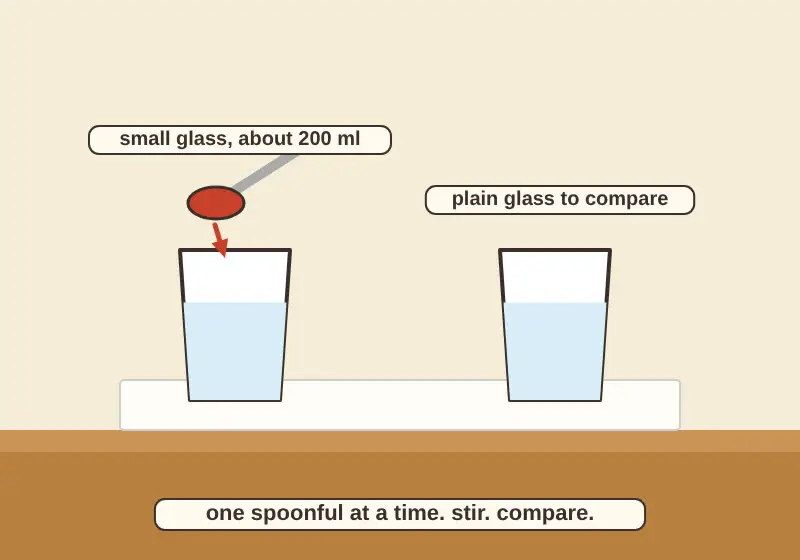 small glass, about 200 ml
plain glass to compare
one spoonful at a time. stir. compare.